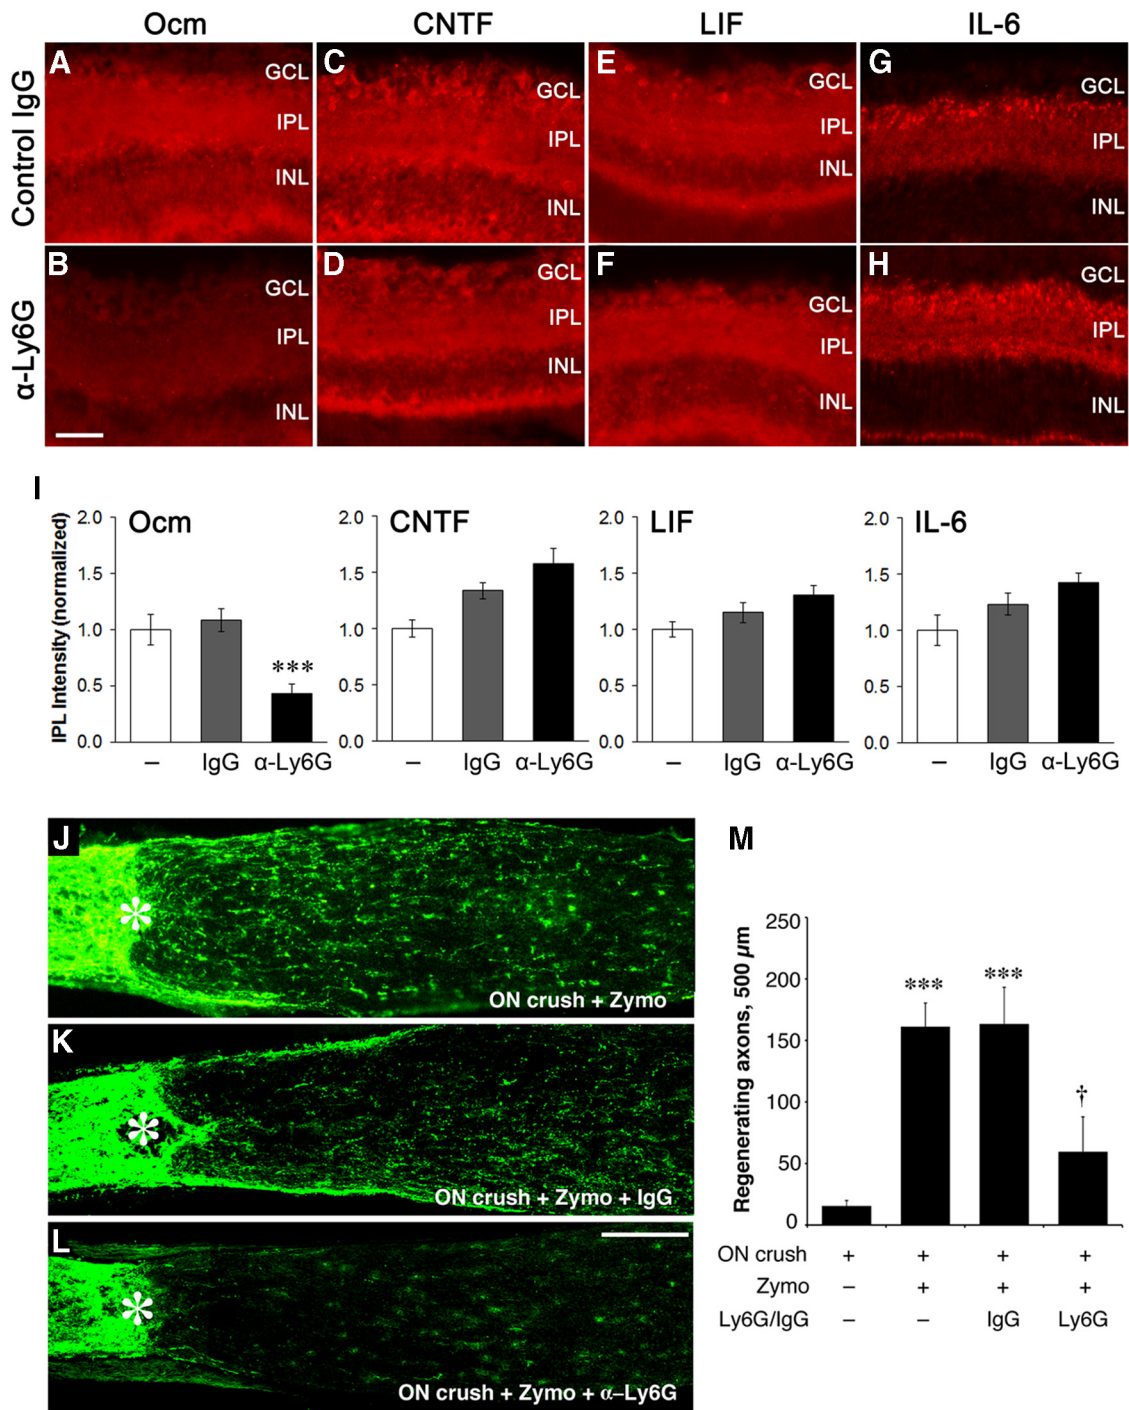 Ocm CNTF LIF IL-6
Control IgG
A GCL IPL INL
C GCL IPL INL
E GCL IPL INL
G GCL IPL INL
α-Ly6G
B GCL IPL INL
D GCL IPL INL
F GCL IPL INL
H GCL IPL INL
I
IPL Intensity (normalized)
Ocm
2.0
1.5
1.0
0.5
0.0
***
– IgG α-Ly6G
CNTF
2.0
1.5
1.0
0.5
0.0
– IgG α-Ly6G
LIF
2.0
1.5
1.0
0.5
0.0
– IgG α-Ly6G
IL-6
2.0
1.5
1.0
0.5
0.0
– IgG α-Ly6G
J
*
ON crush + Zymo
K
*
ON crush + Zymo + IgG
L
*
ON crush + Zymo + α–Ly6G
M
Regenerating axons, 500 µm
250
200
150
100
50
0
*** *** †
ON crush + + + +
Zymo – + + +
Ly6G/IgG – – IgG Ly6G